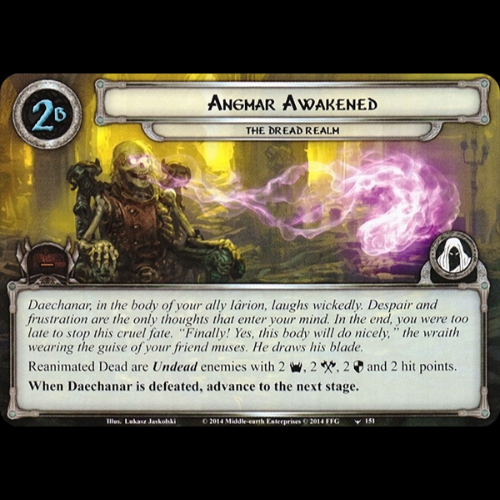 2B
ANGMAR AWAKENED
THE DREAD REALM
–
Daechanar, in the body of your ally Iârion, laughs wickedly. Despair and
frustration are the only thoughts that enter your mind. In the end, you were too
late to stop this cruel fate. “Finally! Yes, this body will do nicely,” the wraith
wearing the guise of your friend muses. He draws his blade.
Reanimated Dead are Undead enemies with 2 , 2 , 2 and 2 hit points.
When Daechanar is defeated, advance to the next stage.
Illus. Lukasz Jaskolski © 2014 Middle-earth Enterprises © 2014 FFG 151